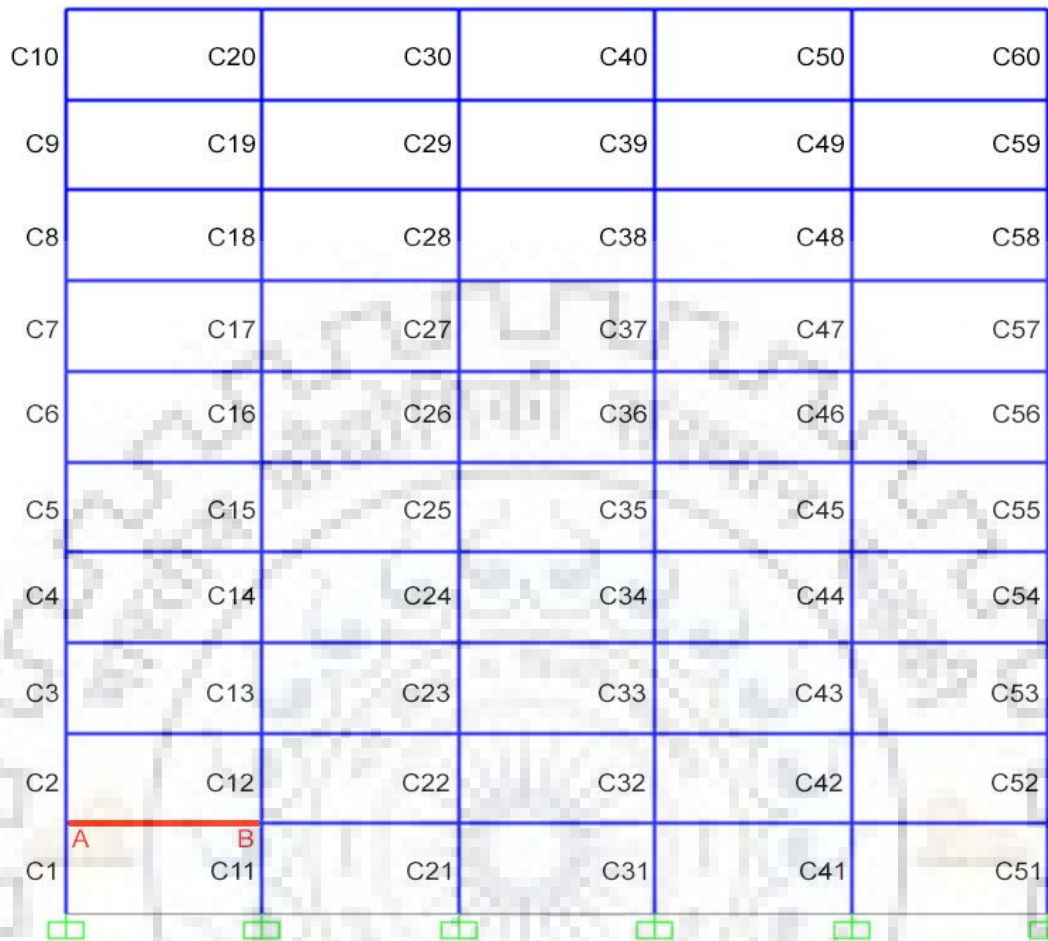 C10 C20 C30 C40 C50 C60
C9 C19 C29 C39 C49 C59
C8 C18 C28 C38 C48 C58
C7 C17 C27 C37 C47 C57
C6 C16 C26 C36 C46 C56
C5 C15 C25 C35 C45 C55
C4 C14 C24 C34 C44 C54
C3 C13 C23 C33 C43 C53
C2 C12 C22 C32 C42 C52
A B
C1 C11 C21 C31 C41 C51